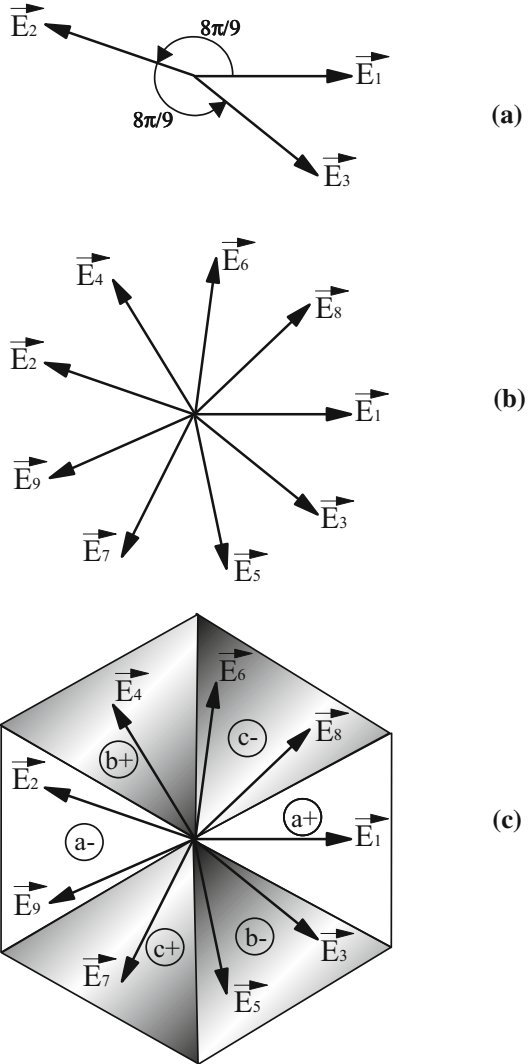 E2
8π/9
E1
8π/9
E3
(a)
E4
E6
E8
E2
E1
(b)
E9
E3
E7
E5
E4
E6
E8
c-
b+
E2
a+
E1
(c)
a-
E9
c+
b-
E3
E7
E5